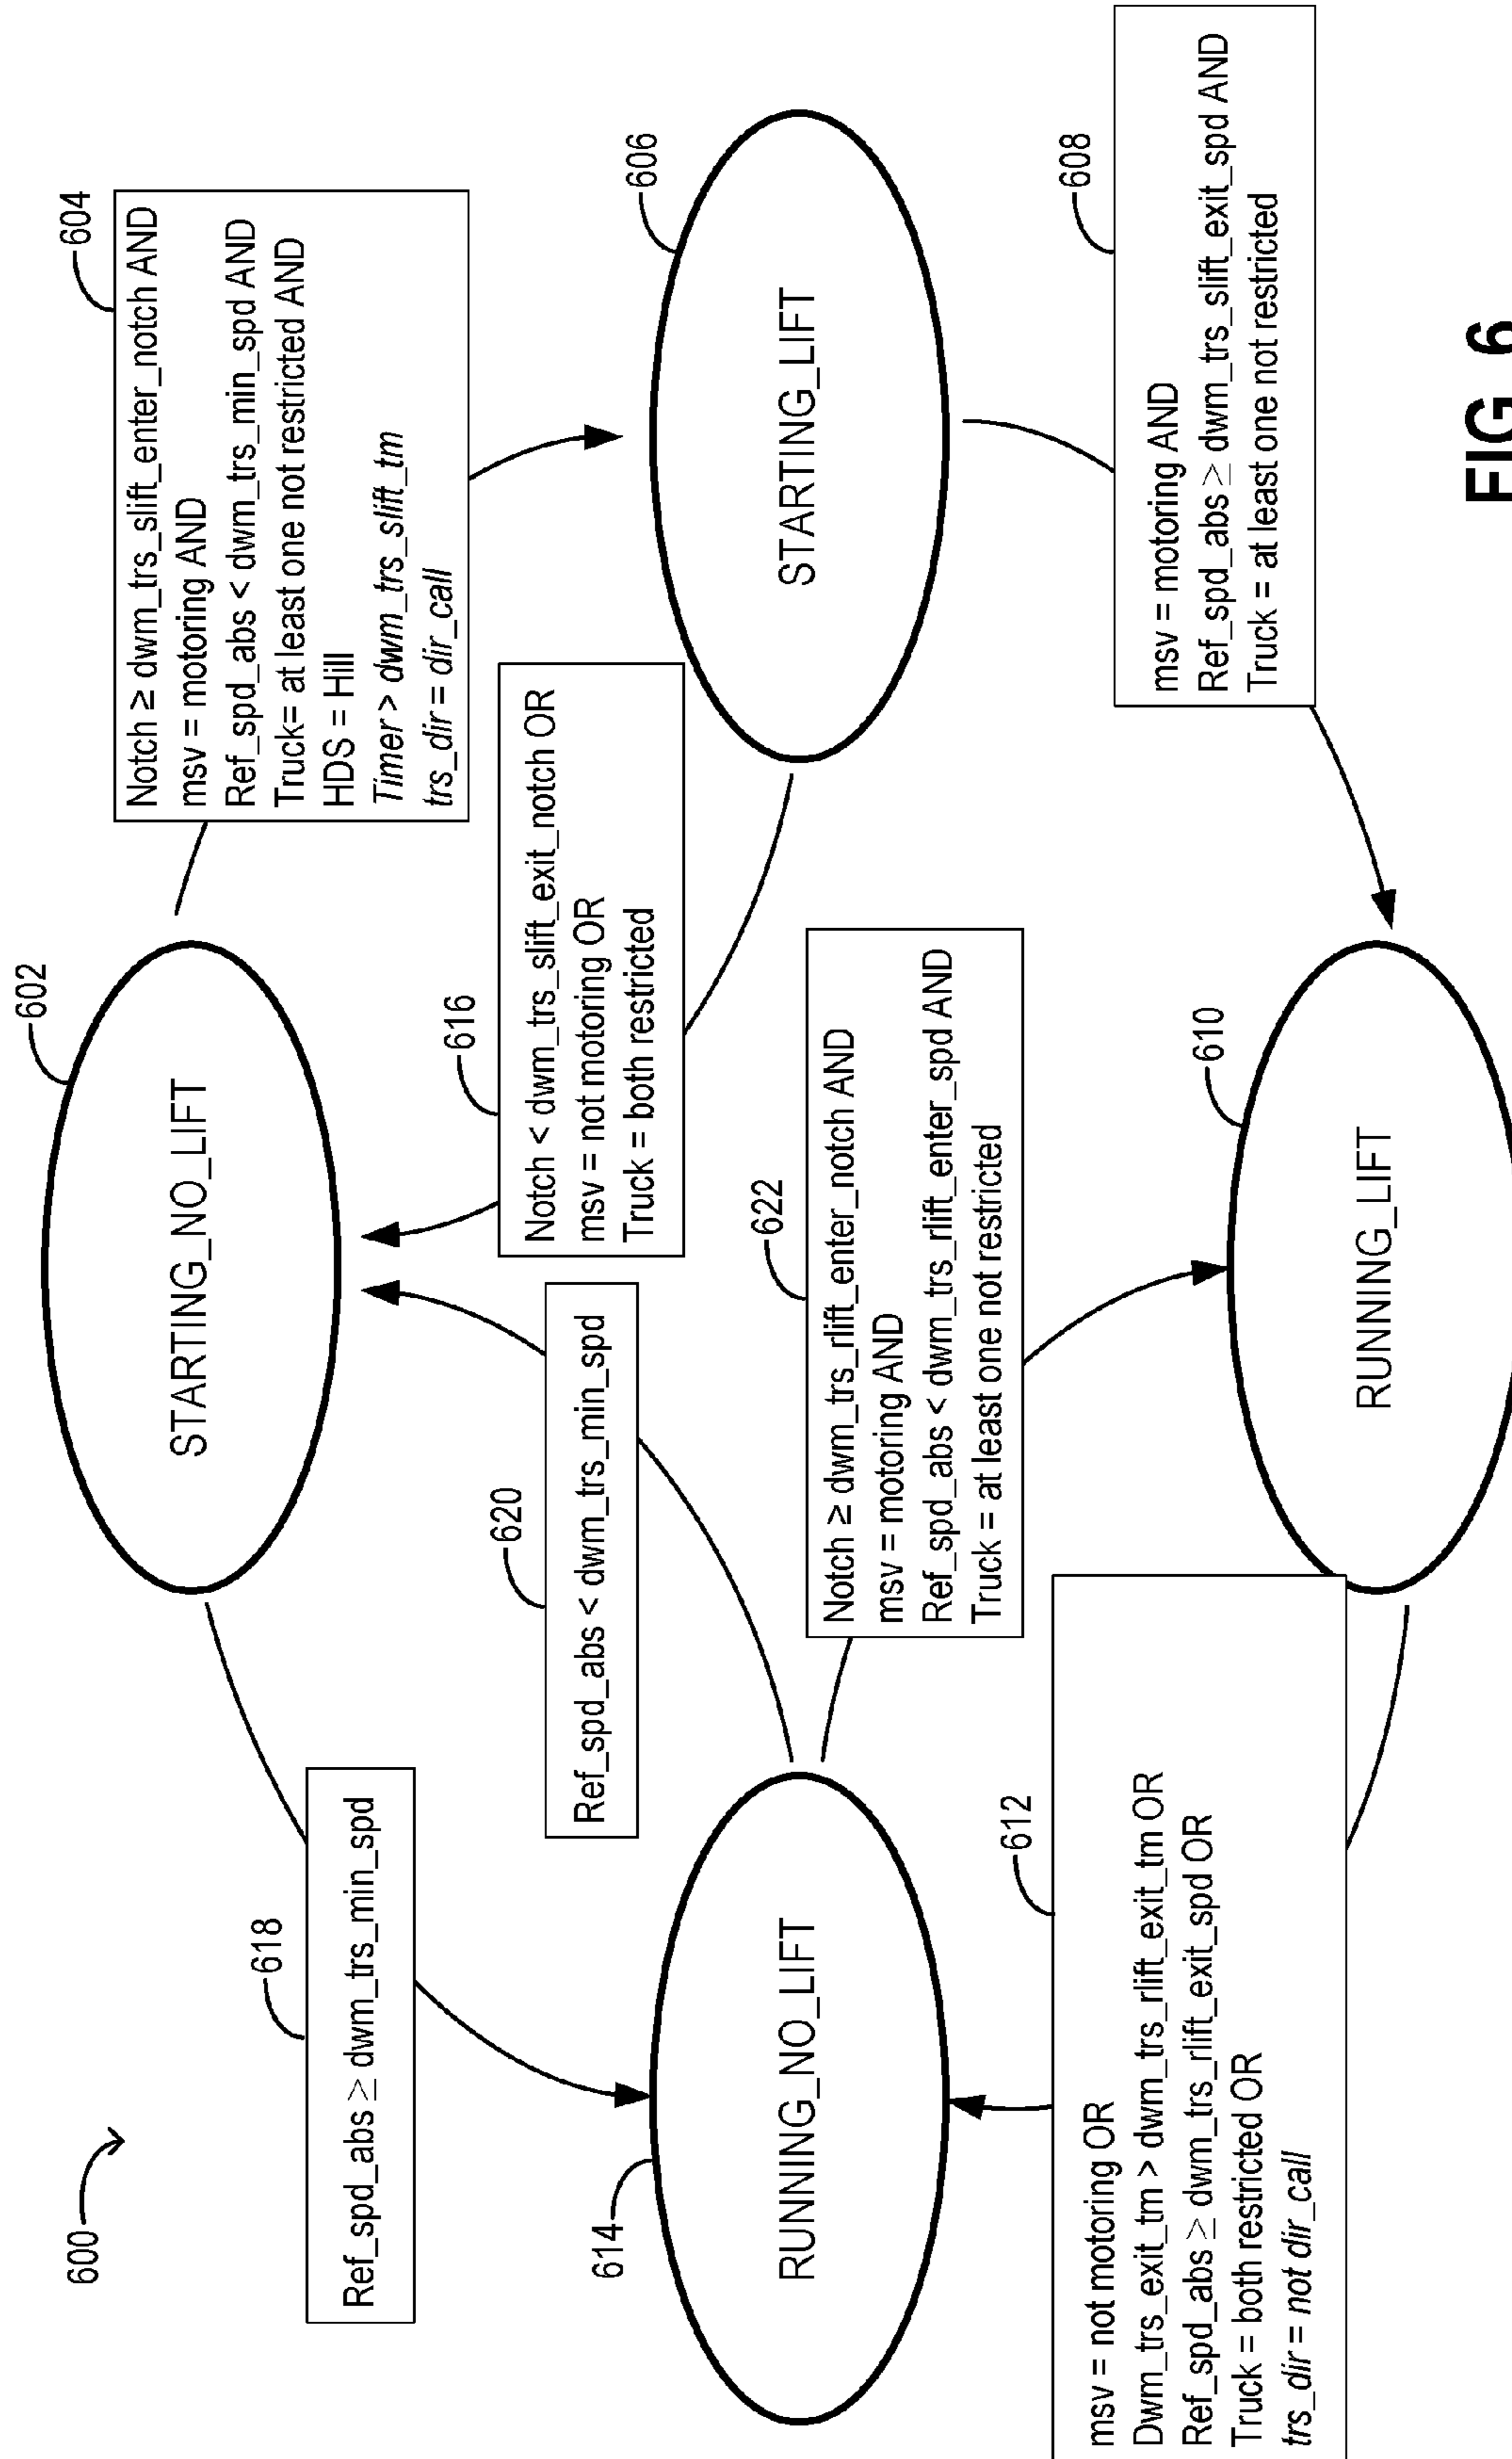 600
602
STARTING_NO_LIFT
604
Notch ≥ dwm_trs_slift_enter_notch AND
msv = motoring AND
Ref_spd_abs < dwm_trs_min_spd AND
Truck= at least one not restricted AND
HDS = Hill
Timer > dwm_trs_slift_tm
trs_dir = dir_call
618
Ref_spd_abs ≥ dwm_trs_min_spd
620
Ref_spd_abs < dwm_trs_min_spd
616
Notch < dwm_trs_slift_exit_notch OR
msv = not motoring OR
Truck = both restricted
614
RUNNING_NO_LIFT
606
STARTING_LIFT
622
Notch ≥ dwm_trs_rlift_enter_notch AND
msv = motoring AND
Ref_spd_abs < dwm_trs_rlift_enter_spd AND
Truck = at least one not restricted
612
msv = not motoring OR
Dwm_trs_exit_tm > dwm_trs_rlift_exit_tm OR
Ref_spd_abs ≥ dwm_trs_rlift_exit_spd OR
Truck = both restricted OR
trs_dir = not dir_call
610
RUNNING_LIFT
608
msv = motoring AND
Ref_spd_abs ≥ dwm_trs_slift_exit_spd AND
Truck = at least one not restricted
FIG 6